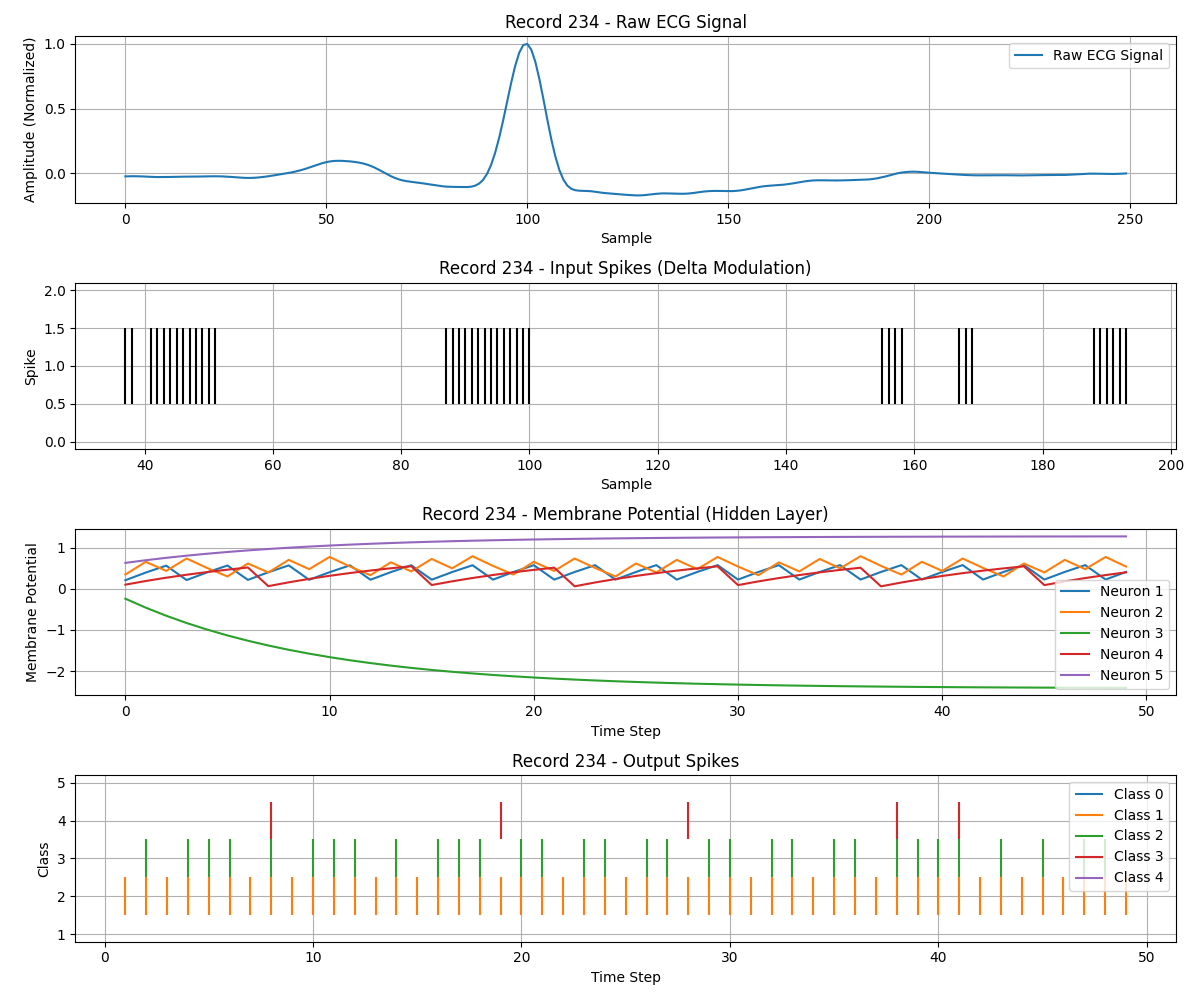 Record 234 - Raw ECG Signal
Amplitude (Normalized)
1.0
0.5
0.0
Raw ECG Signal
0 50 100 150 200 250
Sample
Record 234 - Input Spikes (Delta Modulation)
Spike
2.0
1.5
1.0
0.5
0.0
40 60 80 100 120 140 160 180 200
Sample
Record 234 - Membrane Potential (Hidden Layer)
Membrane Potential
1
0
−1
−2
Neuron 1
Neuron 2
Neuron 3
Neuron 4
Neuron 5
0 10 20 30 40 50
Time Step
Record 234 - Output Spikes
Class
5
4
3
2
1
Class 0
Class 1
Class 2
Class 3
Class 4
0 10 20 30 40 50
Time Step